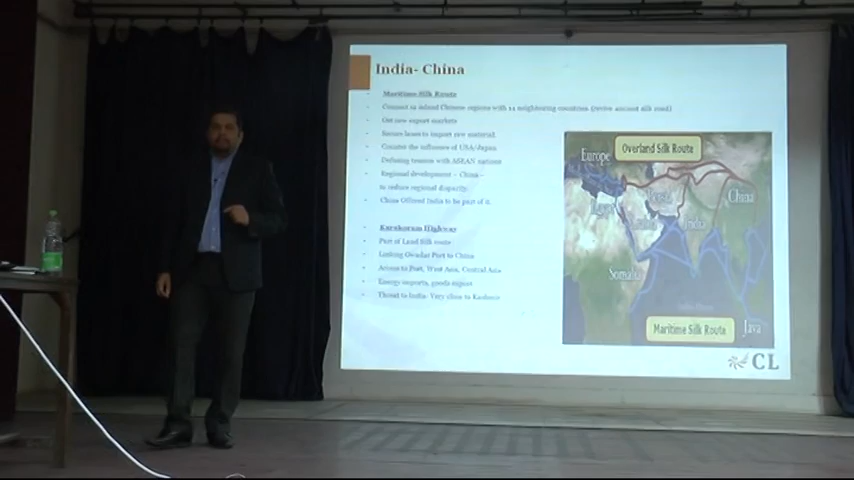 India- China
Maritime Silk Route
- Connect 12 inland Chinese regions with 14 neighboring countries (revive ancient silk road)
- Get new export markets
- Secure lanes to import raw material
- Counter the influence of USA/Japan
- Defusing tension with ASEAN nations
- Regional development – China –
to reduce regional disparity
- China Offered India to be part of it.
Karakoram Highway
- Part of Land Silk route
- Linking Gwadar Port to China
- Access to Port, West Asia, Central Asia
- Energy imports, goods export
- Threat to India- Very close to Kashmir
Overland Silk Route
Europe
China
Egypt
India
Somalia
Maritime Silk Route
Java
CL